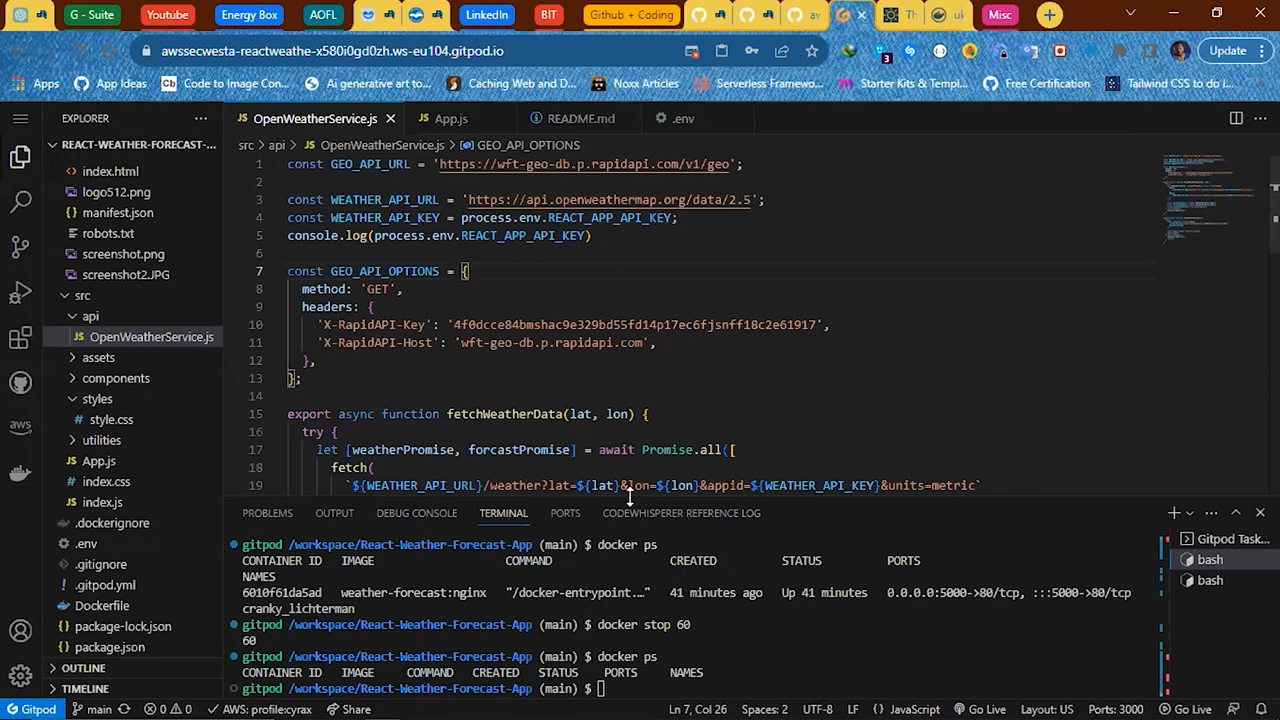 G - Suite Youtube Energy Box AOFL LinkedIn BIT Github + Coding av Th uk Misc
awssecwesta-reactweathe-x580i0gd0zh.ws-eu104.gitpod.io 3 Update
Apps App Ideas Cb Code to Image Con... Ai generative art to... Caching Web and D... Noxx Articles Serverless Framewo... Starter Kits & Templ... Free Certification Tailwind CSS to do l...
EXPLORER ...
OpenWeatherService.js App.js README.md .env
REACT-WEATHER-FORECAST-...
src > api > OpenWeatherService.js > GEO_API_OPTIONS
index.html
logo512.png
manifest.json
robots.txt
screenshot.png
screenshot2.JPG
src
api
OpenWeatherService.js
assets
components
styles
style.css
utilities
App.js
index.css
index.js
.dockerignore
.env
.gitignore
.gitpod.yml
Dockerfile
package-lock.json
package.json
OUTLINE
TIMELINE
1 const GEO_API_URL = 'https://wft-geo-db.p.rapidapi.com/v1/geo';
2
3 const WEATHER_API_URL = 'https://api.openweathermap.org/data/2.5';
4 const WEATHER_API_KEY = process.env.REACT_APP_API_KEY;
5 console.log(process.env.REACT_APP_API_KEY)
6
7 const GEO_API_OPTIONS = {
8 method: 'GET',
9 headers: {
10 'X-RapidAPI-Key': '4f0dcce84bmshac9e329bd55fd14p17ec6fjsnff18c2e61917',
11 'X-RapidAPI-Host': 'wft-geo-db.p.rapidapi.com',
12 },
13 };
14
15 export async function fetchWeatherData(lat, lon) {
16 try {
17 let [weatherPromise, forcastPromise] = await Promise.all([
18 fetch(
19 `${WEATHER_API_URL}/weather?lat=${lat}&lon=${lon}&appid=${WEATHER_API_KEY}&units=metric`
PROBLEMS OUTPUT DEBUG CONSOLE TERMINAL PORTS CODEWHISPERER REFERENCE LOG
gitpod /workspace/React-Weather-Forecast-App (main) $ docker ps
CONTAINER ID IMAGE COMMAND CREATED STATUS PORTS
NAMES
6010f61da5ad weather-forecast:nginx "/docker-entrypoint...." 41 minutes ago Up 41 minutes 0.0.0.0:5000->80/tcp, :::5000->80/tcp
cranky_lichterman
gitpod /workspace/React-Weather-Forecast-App (main) $ docker stop 60
60
gitpod /workspace/React-Weather-Forecast-App (main) $ docker ps
CONTAINER ID IMAGE COMMAND CREATED STATUS PORTS NAMES
gitpod /workspace/React-Weather-Forecast-App (main) $
Gitpod Task...
bash
bash
aws
Gitpod main 0 0 AWS: profile:cyrax Share Ln 7, Col 26 Spaces: 2 UTF-8 LF JavaScript Go Live Layout: US Ports: 3000 Go Live